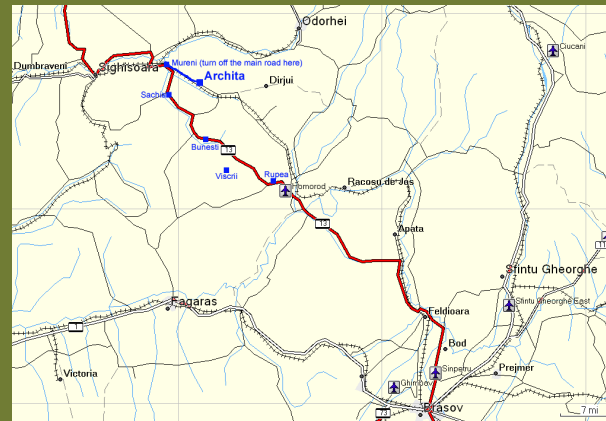 Odorhei
Ciucani
Mureni (turn off the main road here)
Dumbraveni
Sighisoara
Archita
Dirjui
Bunesti
13
Viscrii
Rupea
Homorod
Racosu de Jos
13
Apata
Sfintu Gheorghe
Fagaras
Sfintu Gheorghe East
Feldioara
1
Bod
Victoria
Sinpetru
Prejmer
Ghimbav
Brasov
73
7 mi